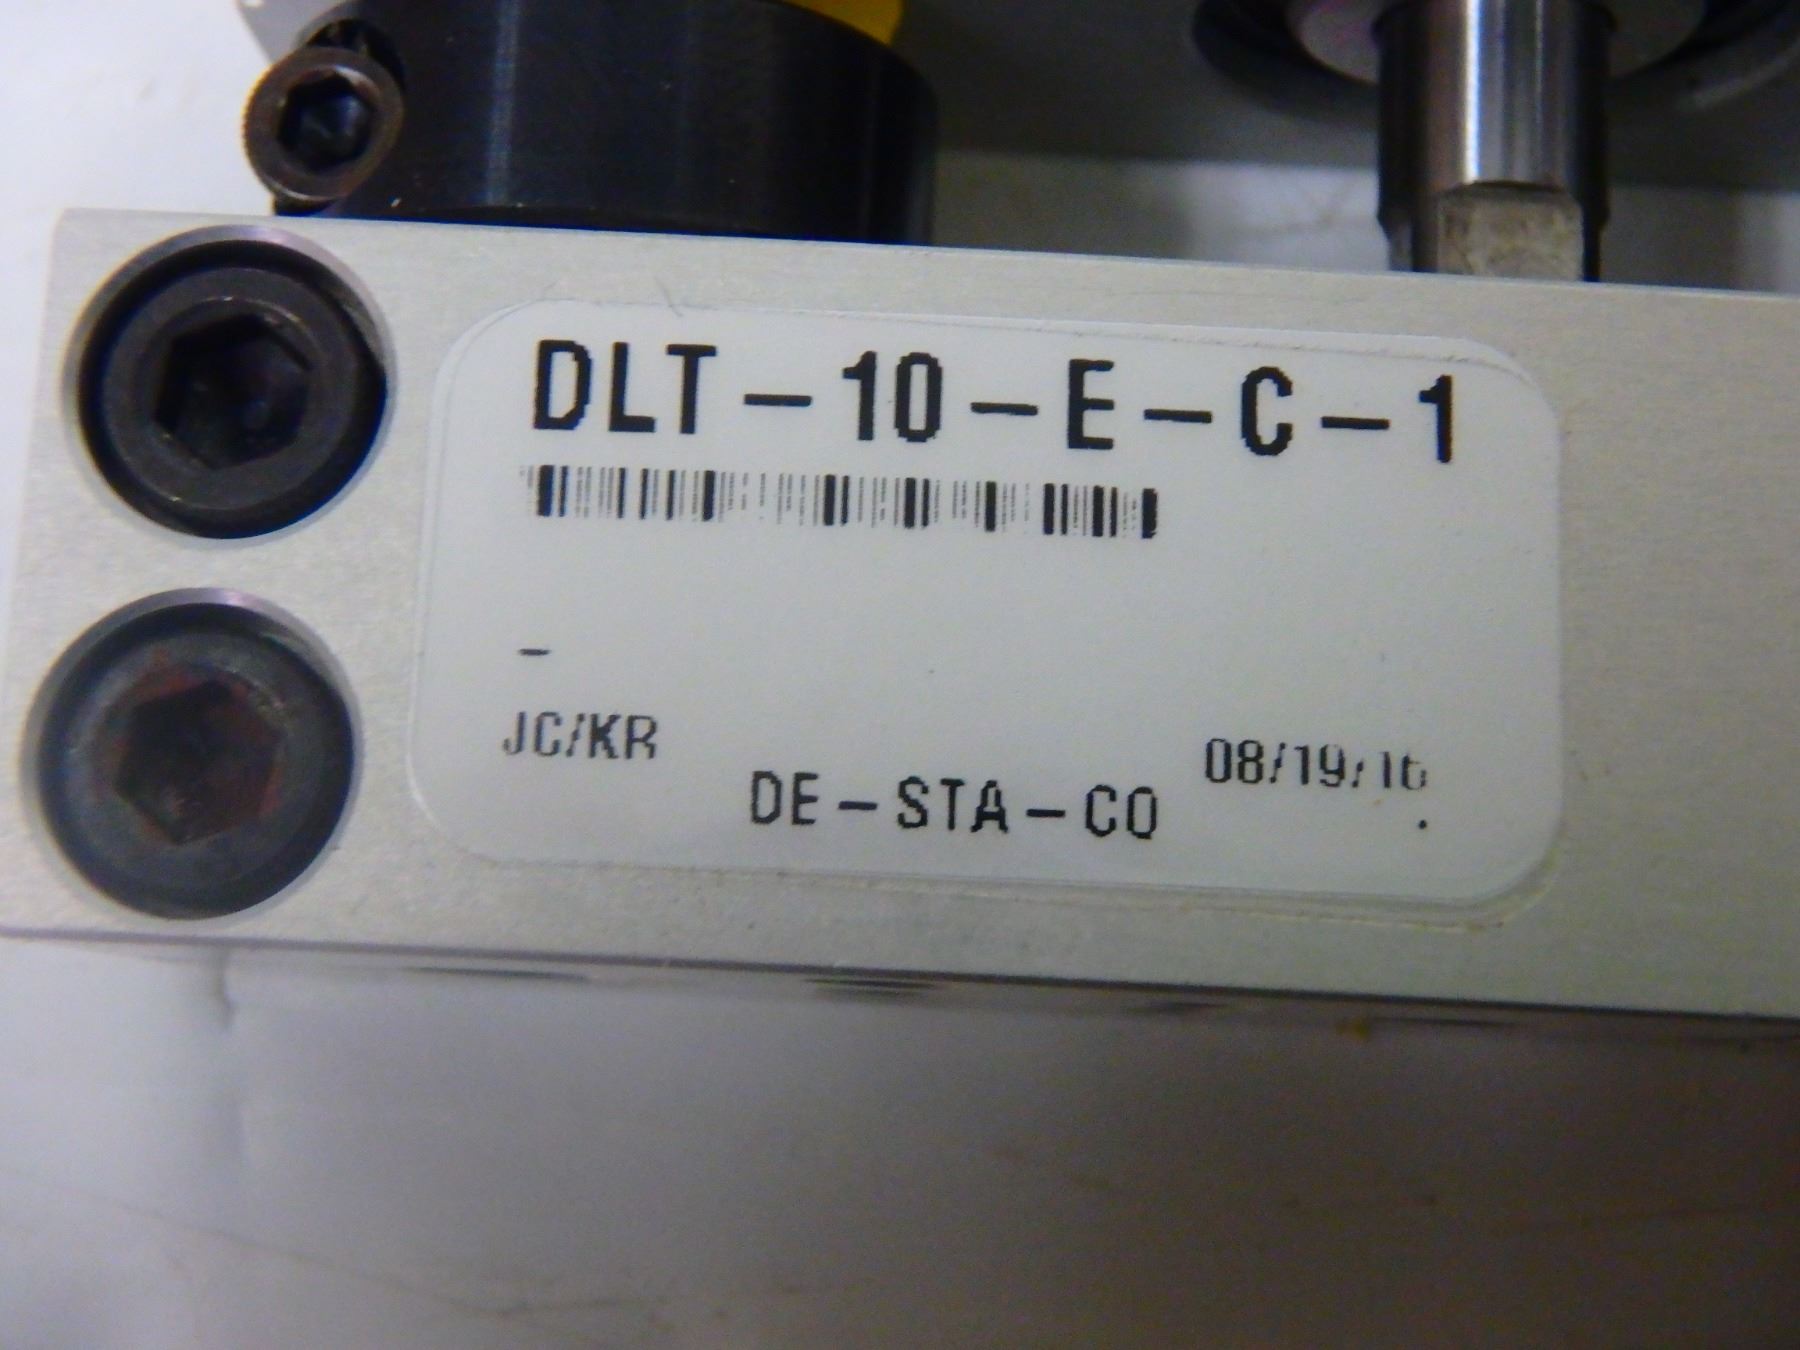 DLT-10-E-C-1
-
JC/KR
08/19/16
DE-STA-CO